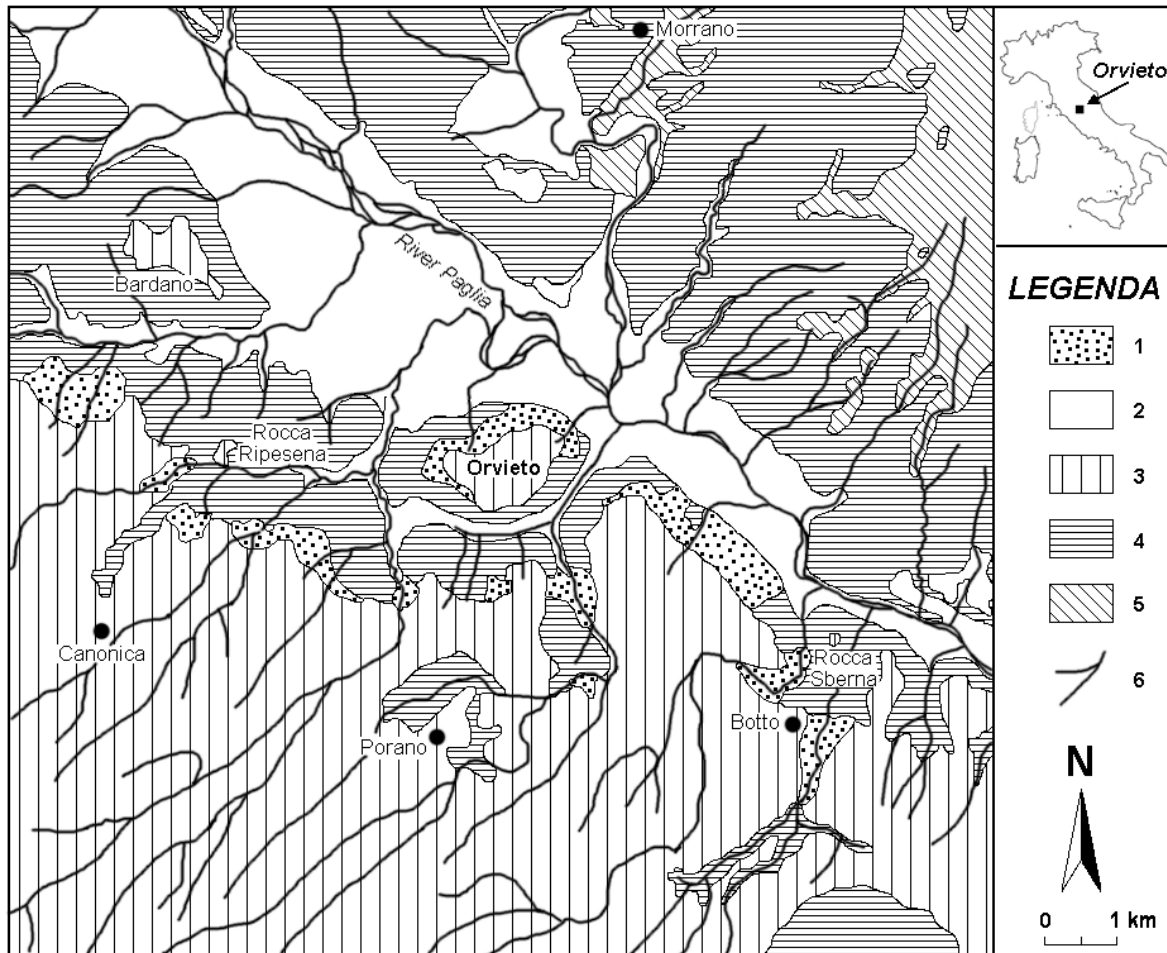 Morrano
Orvieto
River Paglia
Bardano
LEGENDA
1
2
Rocca
Ripesena
Orvieto
3
4
5
Canonica
Rocca
Sberna
6
Botto
Porano
N
0 1 km